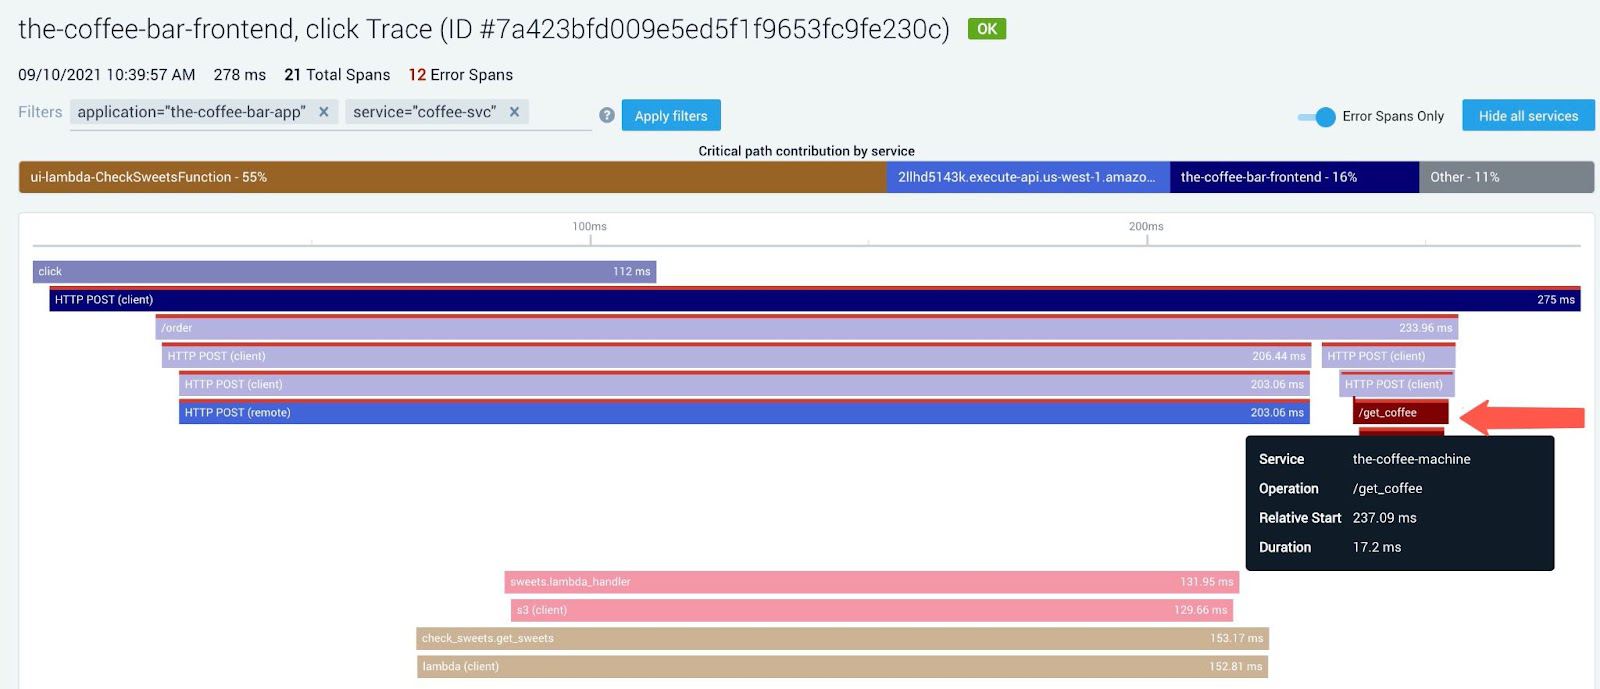 the-coffee-bar-frontend, click Trace (ID #7a423bfd009e5ed5f1f9653fc9fe230c) OK
09/10/2021 10:39:57 AM 278 ms 21 Total Spans 12 Error Spans
Filters application="the-coffee-bar-app" × service="coffee-svc" × ? Apply filters Error Spans Only Hide all services
Critical path contribution by service
ui-lambda-CheckSweetsFunction - 55% 2llhd5143k.execute-api.us-west-1.amazo... the-coffee-bar-frontend - 16% Other - 11%
100ms 200ms
click 112 ms
HTTP POST (client) 275 ms
/order 233.96 ms
HTTP POST (client) 206.44 ms HTTP POST (client)
HTTP POST (client) 203.06 ms HTTP POST (client)
HTTP POST (remote) 203.06 ms /get_coffee
Service the-coffee-machine
Operation /get_coffee
Relative Start 237.09 ms
Duration 17.2 ms
sweets.lambda_handler 131.95 ms
s3 (client) 129.66 ms
check_sweets.get_sweets 153.17 ms
lambda (client) 152.81 ms